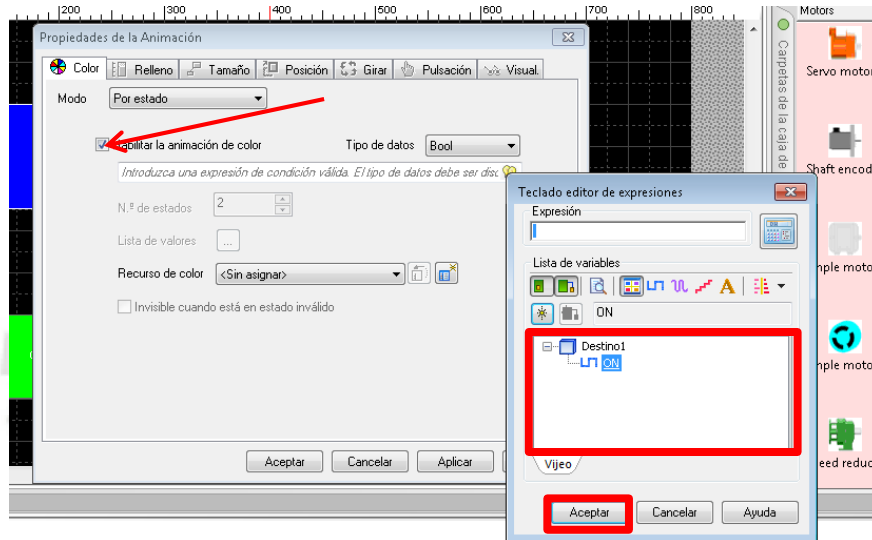 200 300 400 500 600 700 800
Motors
Propiedades de la Animación
Color Relleno Tamaño Posición Girar Pulsación Visual.
Modo Por estado
Habilitar la animación de color Tipo de datos Bool
Introduzca una expresión de condición válida. El tipo de datos debe ser disc
N.º de estados 2
Lista de valores ...
Recurso de color <Sin asignar>
Invisible cuando está en estado inválido
Aceptar Cancelar Aplicar
Teclado editor de expresiones
Expresión
Lista de variables
A
ON
Destino1
ON
Vijeo
Aceptar Cancelar Ayuda
Carpetas de la caja de
Servo motor
Shaft encod
mple moto
mple moto
eed reduc